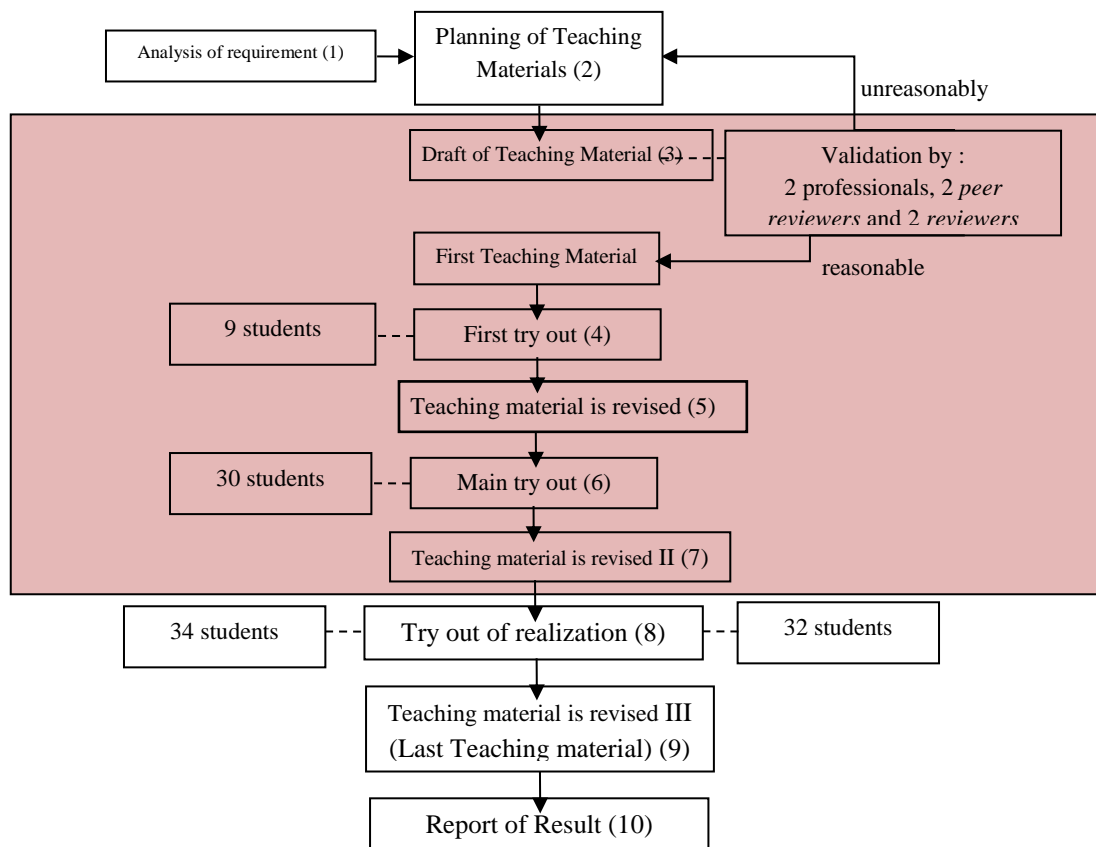 Analysis of requirement (1)
Planning of Teaching
Materials (2)
unreasonably
Draft of Teaching Material (3)
Validation by :
2 professionals, 2 peer
reviewers and 2 reviewers
First Teaching Material
reasonable
9 students
First try out (4)
Teaching material is revised (5)
30 students
Main try out (6)
Teaching material is revised II (7)
34 students
Try out of realization (8)
32 students
Teaching material is revised III
(Last Teaching material) (9)
Report of Result (10)